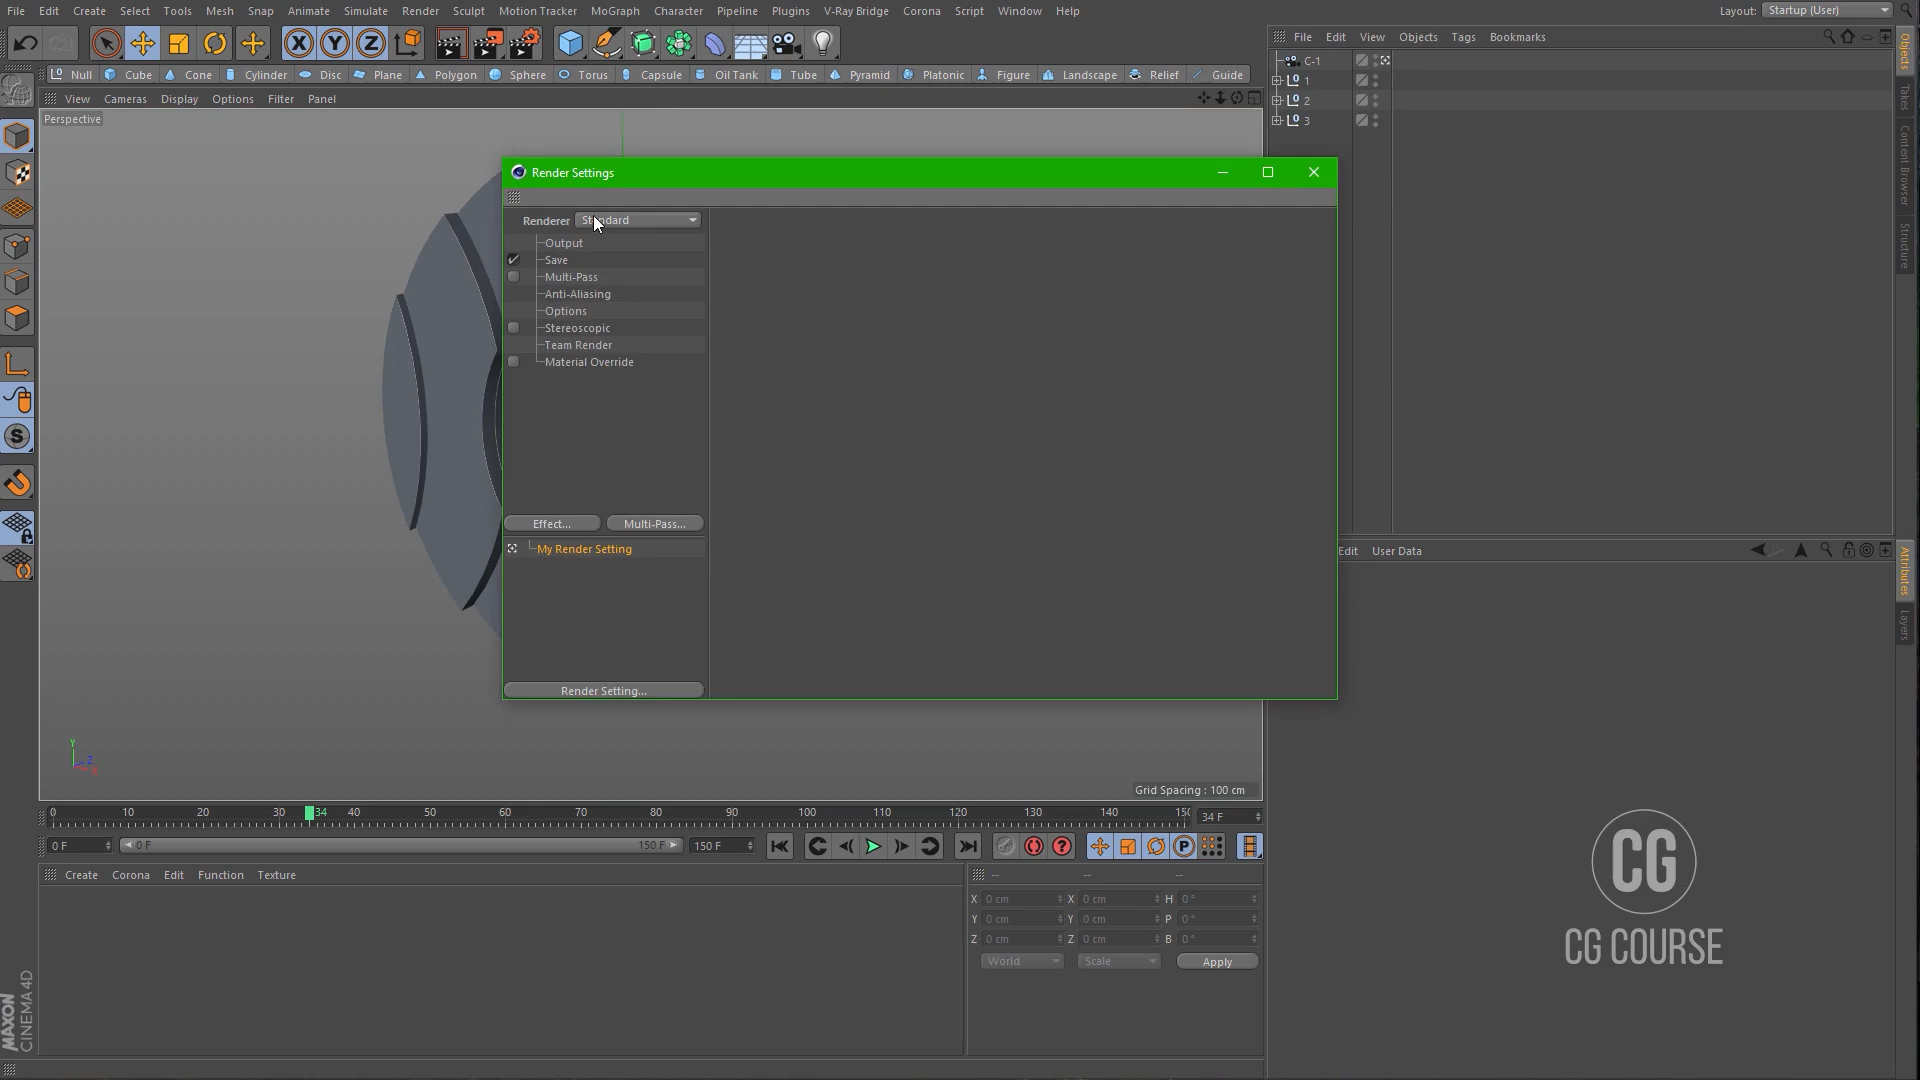 File Edit Create Select Tools Mesh Snap Animate Simulate Render Sculpt Motion Tracker MoGraph Character Pipeline Plugins V-Ray Bridge Corona Script Window Help Layout: Startup (User)
File Edit View Objects Tags Bookmarks
X Y Z
Null Cube Cone Cylinder Disc Plane Polygon Sphere Torus Capsule Oil Tank Tube Pyramid Platonic Figure Landscape Relief Guide
View Cameras Display Options Filter Panel
Perspective
C-1
1
2
3
Objects
Takes
Content Browser
Structure
Render Settings
Renderer Standard
Output
Save
Multi-Pass
Anti-Aliasing
Options
Stereoscopic
Team Render
Material Override
Effect... Multi-Pass...
My Render Setting
Render Setting...
Edit User Data
Attributes
Layers
S
Y
Z
X
Grid Spacing : 100 cm
0 10 20 30 34 40 50 60 70 80 90 100 110 120 130 140 150 34 F
0 F 0 F 150 F 150 F
P
Create Corona Edit Function Texture
-- -- --
X 0 cm X 0 cm H 0 °
Y 0 cm Y 0 cm P 0 °
Z 0 cm Z 0 cm B 0 °
World Scale Apply
MAXON
CINEMA 4D
CG
CG COURSE